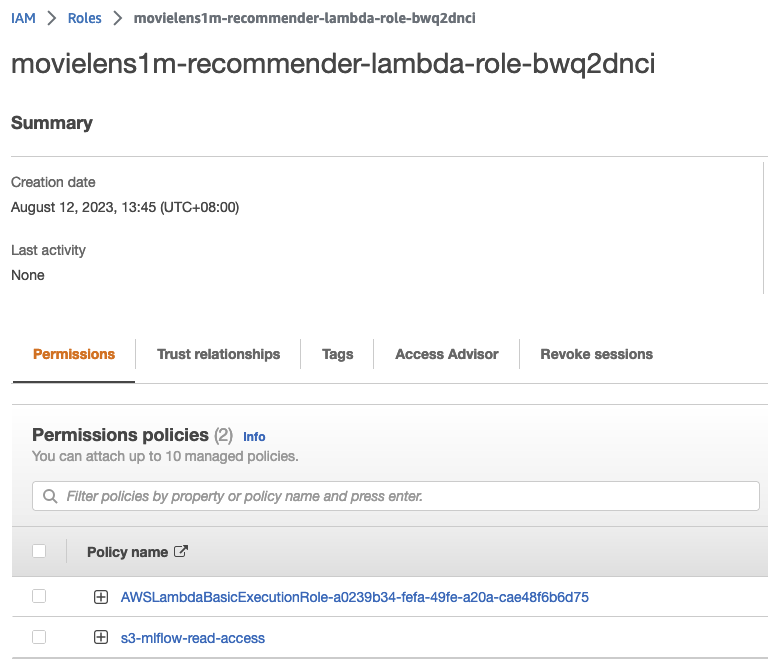 IAM > Roles > movielens1m-recommender-lambda-role-bwq2dnci
movielens1m-recommender-lambda-role-bwq2dnci
Summary
Creation date
August 12, 2023, 13:45 (UTC+08:00)
Last activity
None
Permissions Trust relationships Tags Access Advisor Revoke sessions
Permissions policies (2) Info
You can attach up to 10 managed policies.
Filter policies by property or policy name and press enter.
Policy name
AWSLambdaBasicExecutionRole-a0239b34-fefa-49fe-a20a-cae48f6b6d75
s3-mlflow-read-access